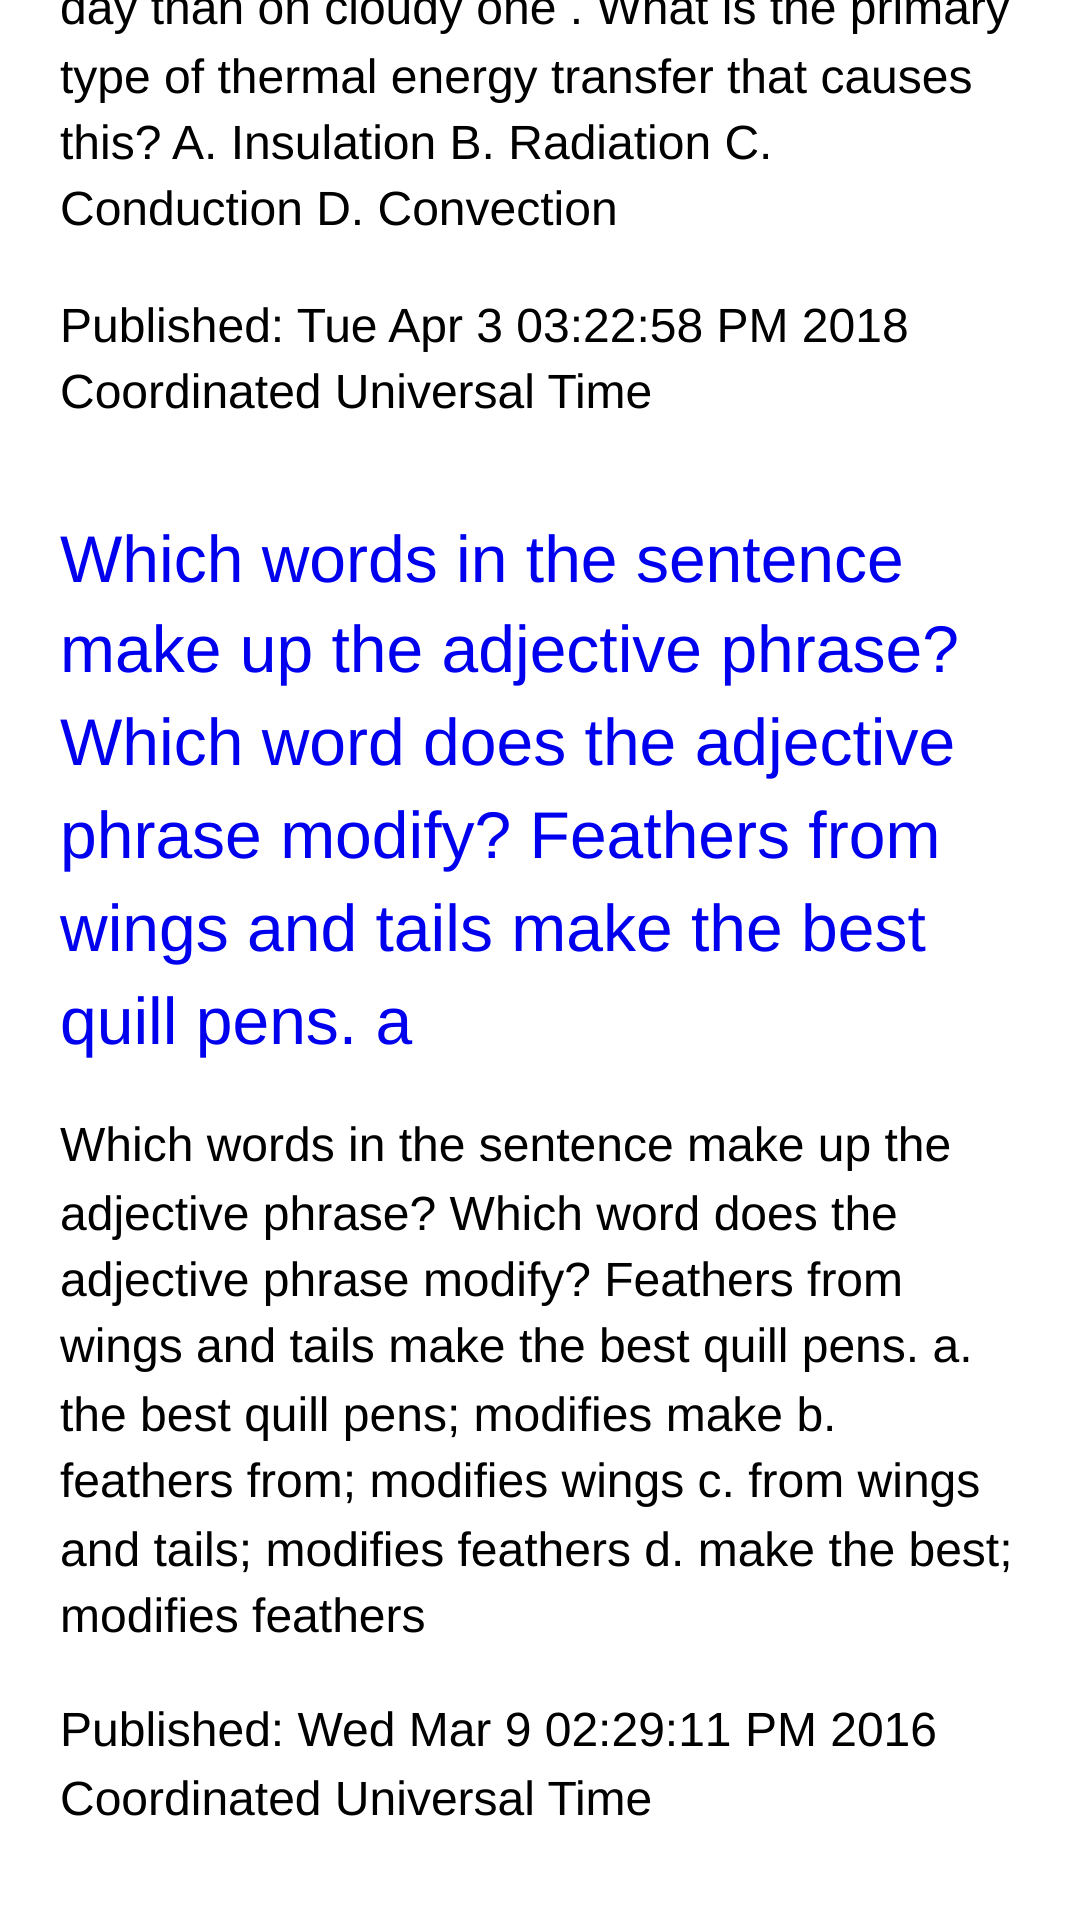 day than on cloudy one . What is the primary
type of thermal energy transfer that causes
this? A. Insulation B. Radiation C.
Conduction D. Convection
Published: Tue Apr 3 03:22:58 PM 2018
Coordinated Universal Time
Which words in the sentence
make up the adjective phrase?
Which word does the adjective
phrase modify? Feathers from
wings and tails make the best
quill pens. a
Which words in the sentence make up the
adjective phrase? Which word does the
adjective phrase modify? Feathers from
wings and tails make the best quill pens. a.
the best quill pens; modifies make b.
feathers from; modifies wings c. from wings
and tails; modifies feathers d. make the best;
modifies feathers
Published: Wed Mar 9 02:29:11 PM 2016
Coordinated Universal Time